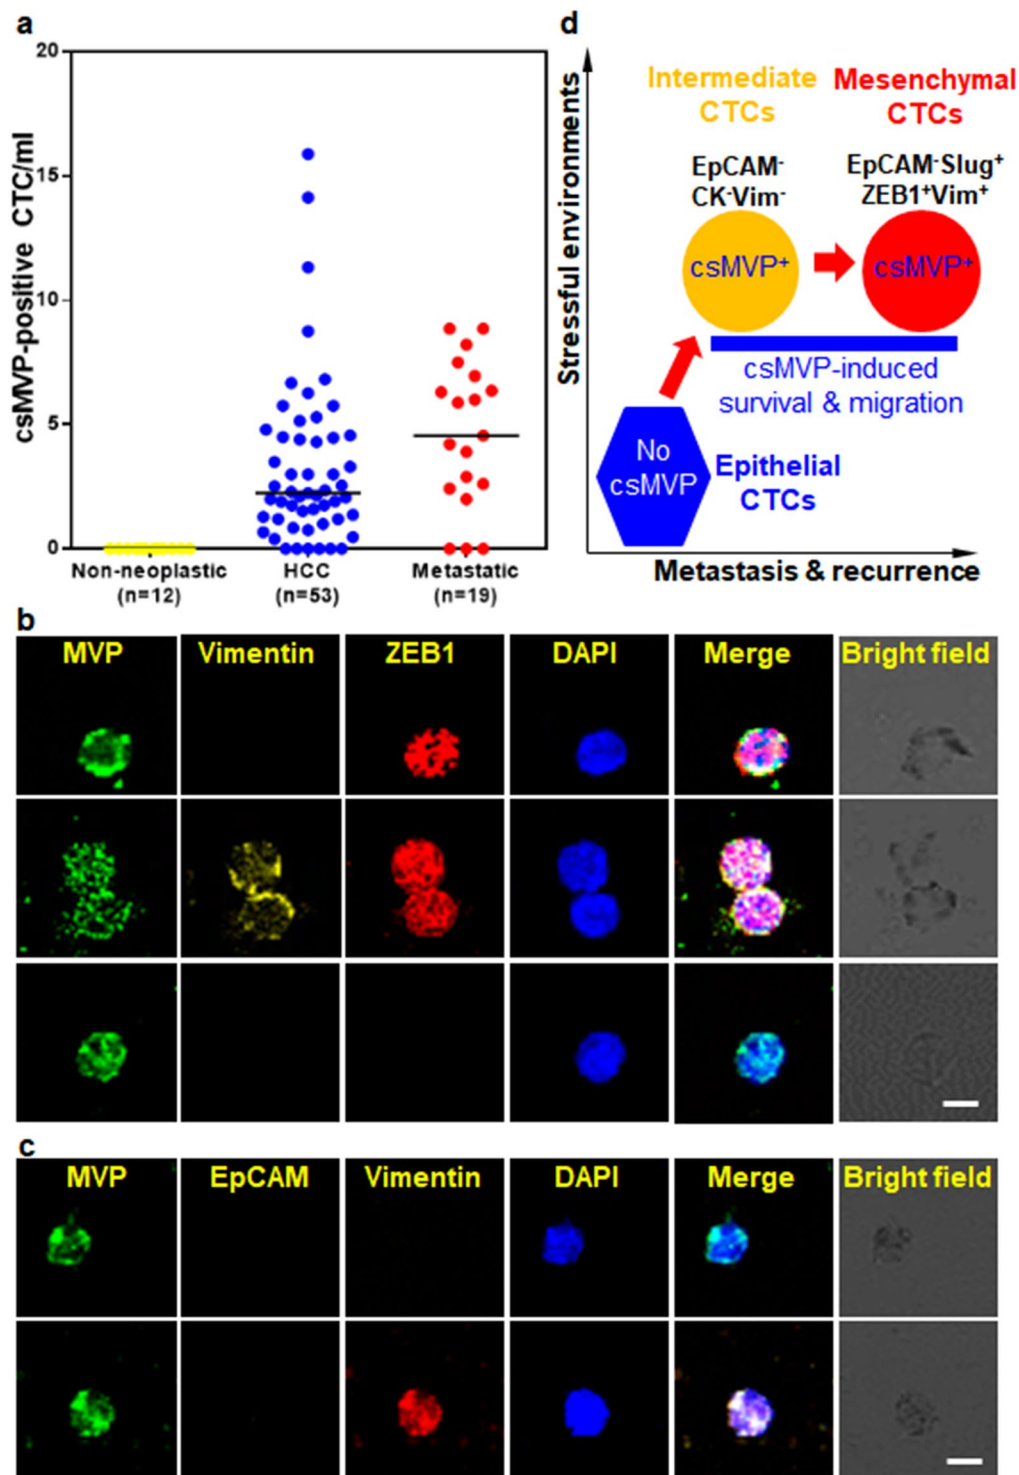 a
csMVP-positive CTC/ml
20
15
10
5
0
Non-neoplastic
(n=12)
HCC
(n=53)
Metastatic
(n=19)
d
Stressful environments
Intermediate
CTCs
Mesenchymal
CTCs
EpCAM⁻
CK⁻Vim⁻
EpCAM⁻Slug⁺
ZEB1⁺Vim⁺
csMVP⁺
csMVP⁺
csMVP-induced
survival & migration
No
csMVP
Epithelial
CTCs
Metastasis & recurrence
b
MVP
Vimentin
ZEB1
DAPI
Merge
Bright field
c
MVP
EpCAM
Vimentin
DAPI
Merge
Bright field